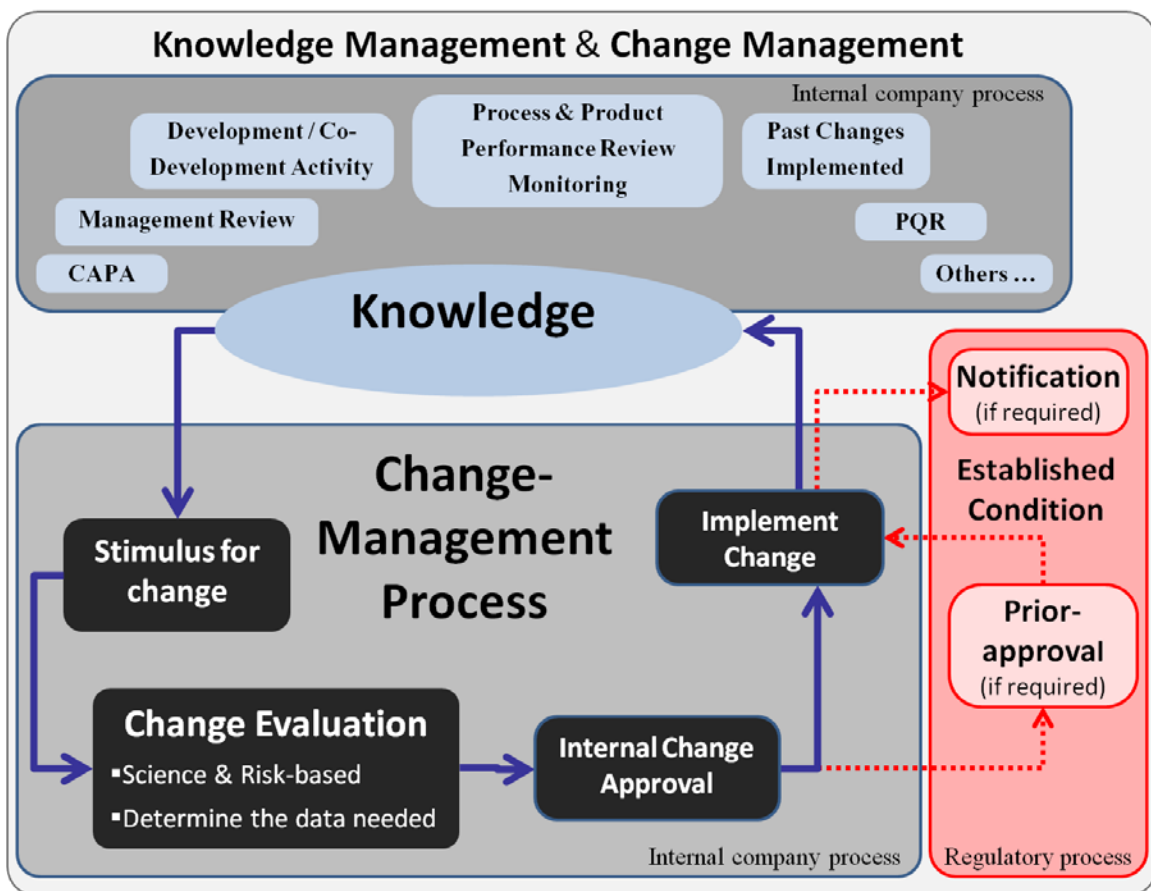 Knowledge Management & Change Management
Internal company process
Development / Co-
Development Activity
Process & Product
Performance Review
Monitoring
Past Changes
Implemented
Management Review
PQR
CAPA
Others ...
Knowledge
Notification
(if required)
Established
Condition
Prior-
approval
(if required)
Regulatory process
Change-
Management
Process
Stimulus for
change
Implement
Change
Change Evaluation
▪Science & Risk-based
▪Determine the data needed
Internal Change
Approval
Internal company process